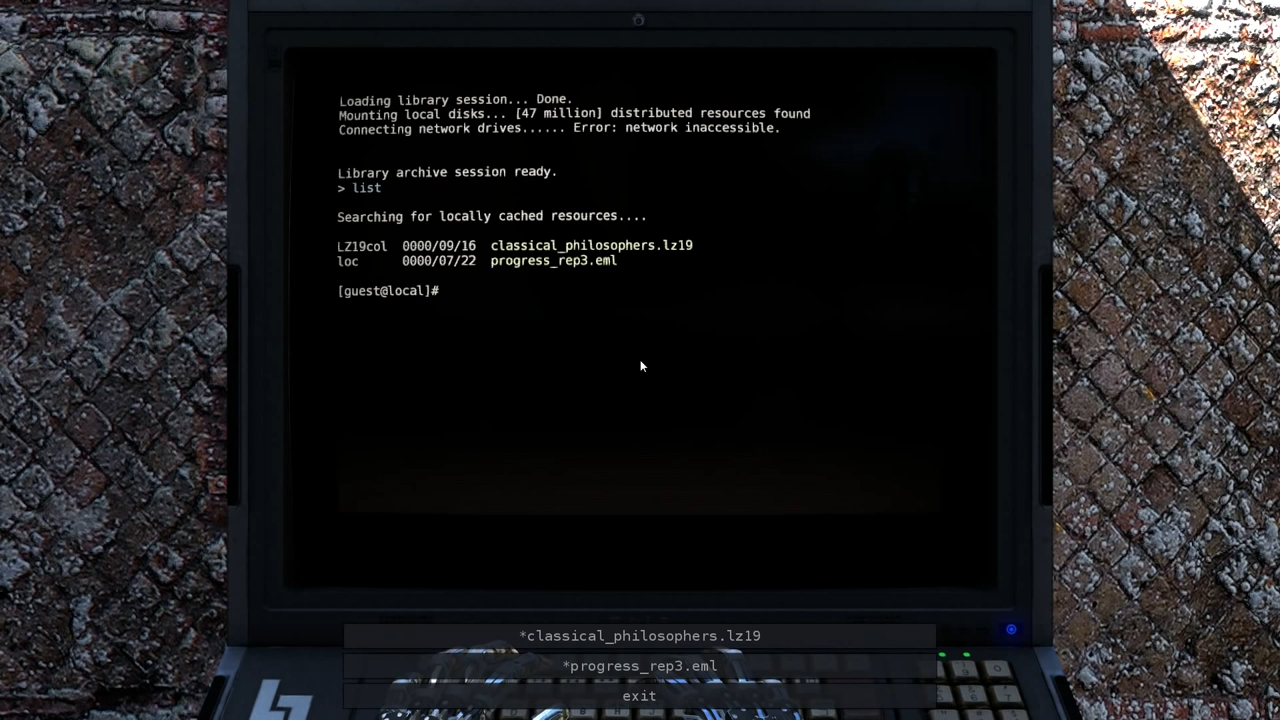 Loading library session... Done.
Mounting local disks... [47 million] distributed resources found
Connecting network drives...... Error: network inaccessible.
Library archive session ready.
> list
Searching for locally cached resources....
LZ19col 0000/09/16 classical_philosophers.lz19
loc 0000/07/22 progress_rep3.eml
[guest@local]#
*classical_philosophers.lz19
*progress_rep3.eml
exit